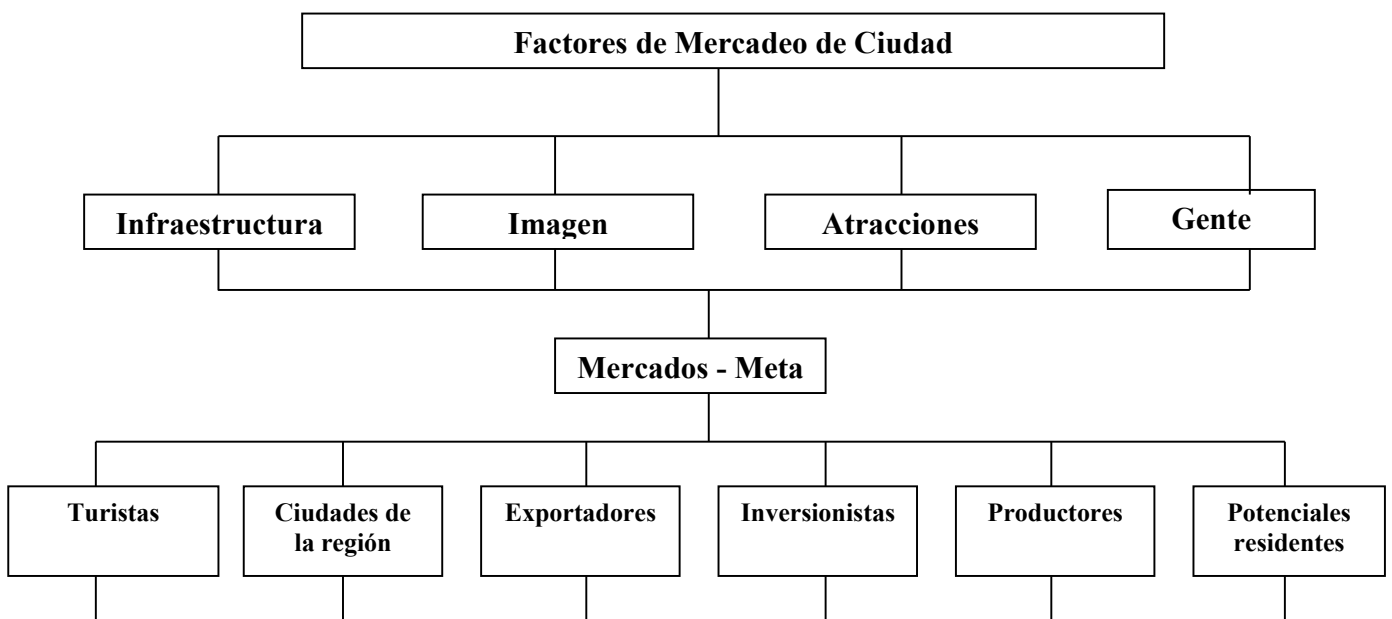 Factores de Mercadeo de Ciudad
Infraestructura
Imagen
Atracciones
Gente
Mercados - Meta
Turistas
Ciudades de
la región
Exportadores
Inversionistas
Productores
Potenciales
residentes